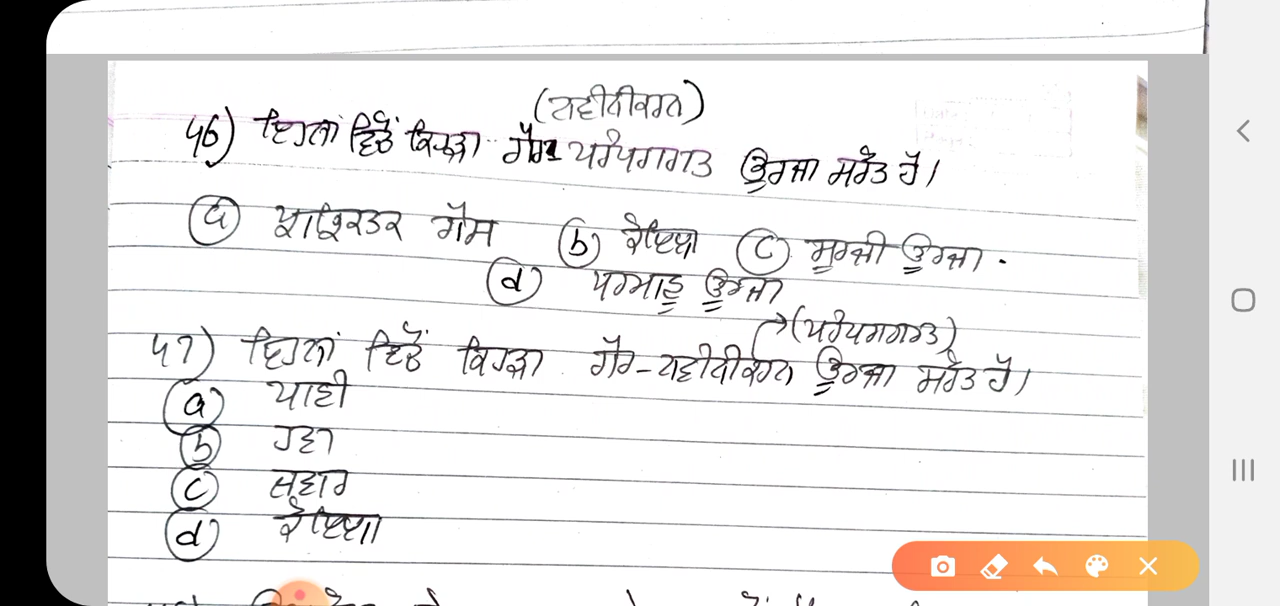 (ਨਵੀਨੀਕਰਨ)
46) ਇਹਨਾਂ ਵਿੱਚੋਂ ਕਿਹੜਾ ਗੈਰ ਪਰੰਪਰਾਗਤ ਊਰਜਾ ਸਰੋਤ ਹੈ।
(a) ਕੁਦਰਤੀ ਗੈਸ (b) ਕੋਇਲਾ (c) ਸੂਰਜੀ ਊਰਜਾ.
(d) ਪਰਮਾਣੂ ਊਰਜਾ
→(ਪਰੰਪਰਾਗਤ)
47) ਇਹਨਾਂ ਵਿੱਚੋਂ ਕਿਹੜਾ ਗੈਰ-ਨਵੀਨੀਕਰਨ ਊਰਜਾ ਸਰੋਤ ਹੈ।
(a) ਪਾਣੀ
(b) ਹਵਾ
(c) ਜਵਾਰ
(d) ਕੋਇਲਾ